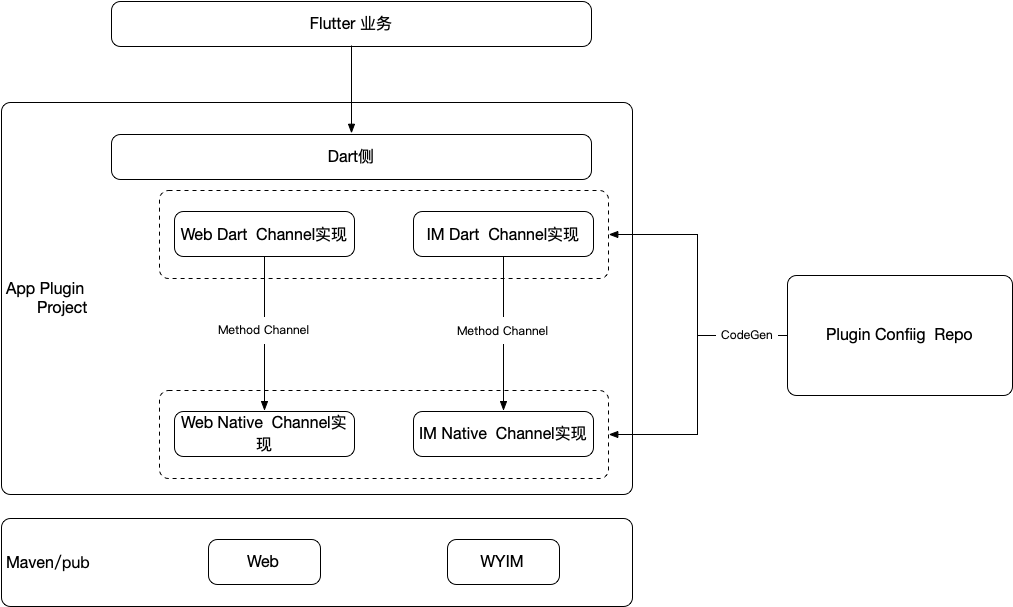 Flutter 业务
Dart侧
Web Dart  Channel实现
IM Dart  Channel实现
App Plugin
Project
Method Channel
Method Channel
CodeGen
Plugin Confiig  Repo
Web Native  Channel实
现
IM Native  Channel实现
Maven/pub
Web
WYIM